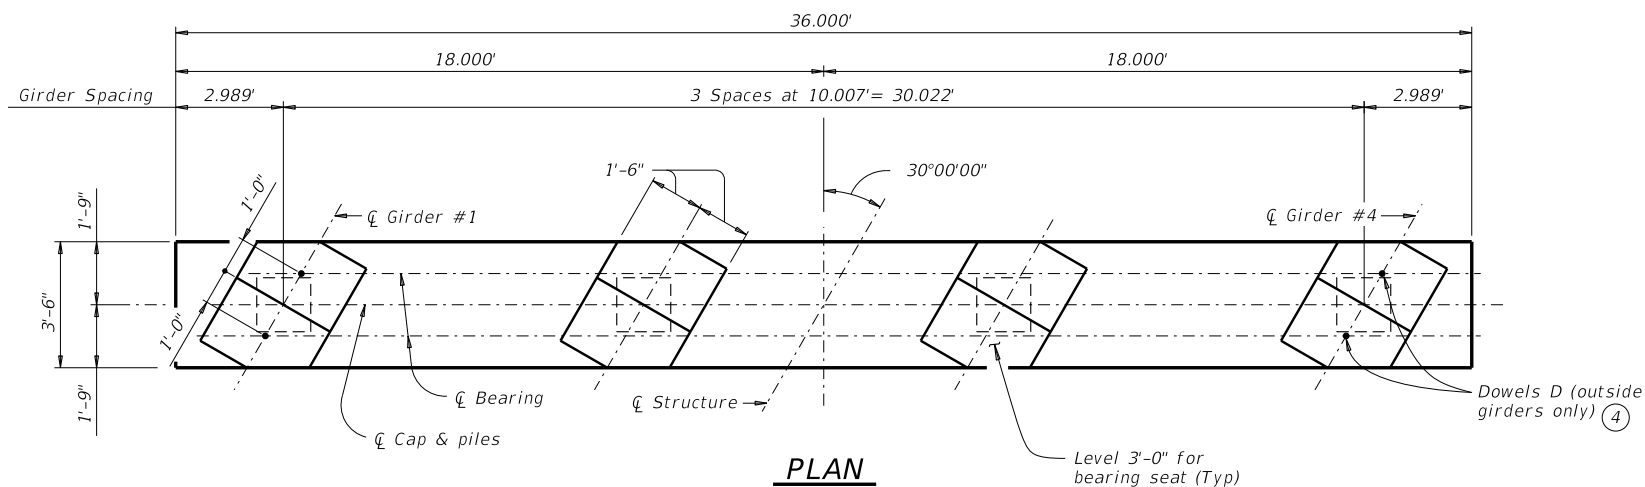 36.000'
18.000' 18.000'
Girder Spacing 2.989' 3 Spaces at 10.007'= 30.022' 2.989'
1'-6" 30°00'00"
1'-0" ℄ Girder #1 ℄ Girder #4
1'-9"
3'-6"
1'-0"
1'-9"
℄ Bearing ℄ Structure
℄ Cap & piles
Dowels D (outside
girders only) 4
Level 3'-0" for
bearing seat (Typ)
PLAN